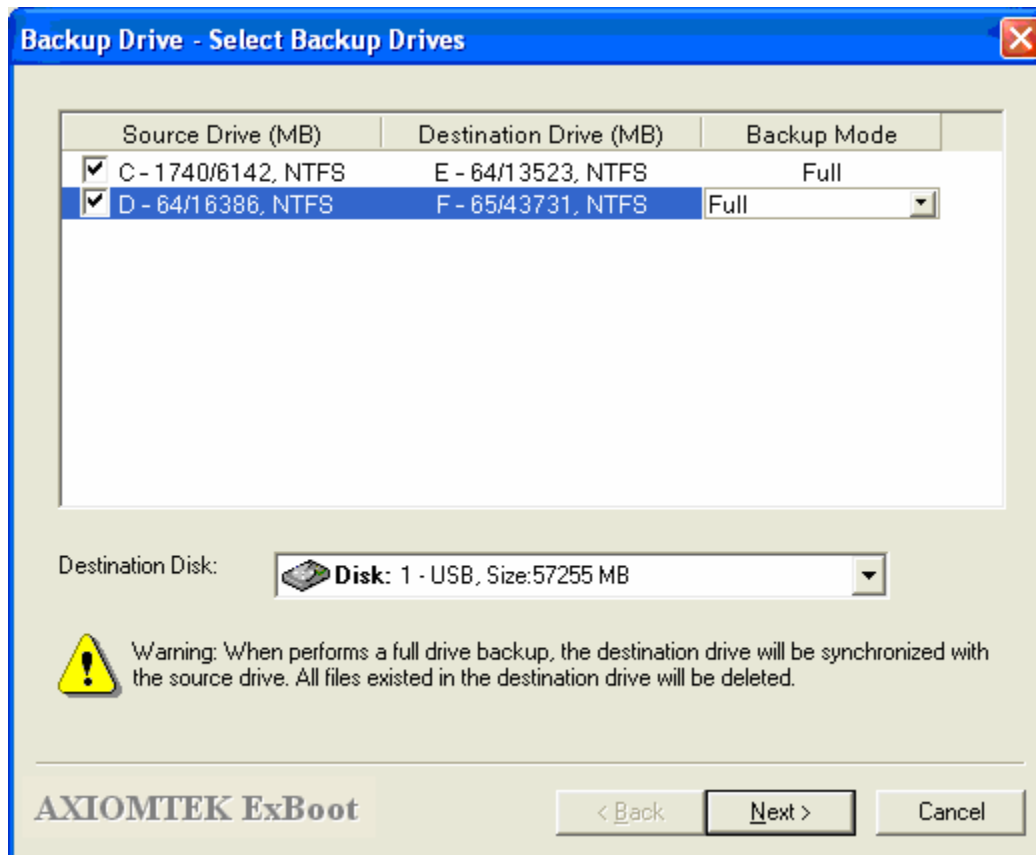 Backup Drive - Select Backup Drives
Source Drive (MB) Destination Drive (MB) Backup Mode
C - 1740/6142, NTFS E - 64/13523, NTFS Full
D - 64/16386, NTFS F - 65/43731, NTFS Full
Destination Disk: Disk: 1 - USB, Size:57255 MB
Warning: When performs a full drive backup, the destination drive will be synchronized with
the source drive. All files existed in the destination drive will be deleted.
AXIOMTEK ExBoot < Back Next > Cancel